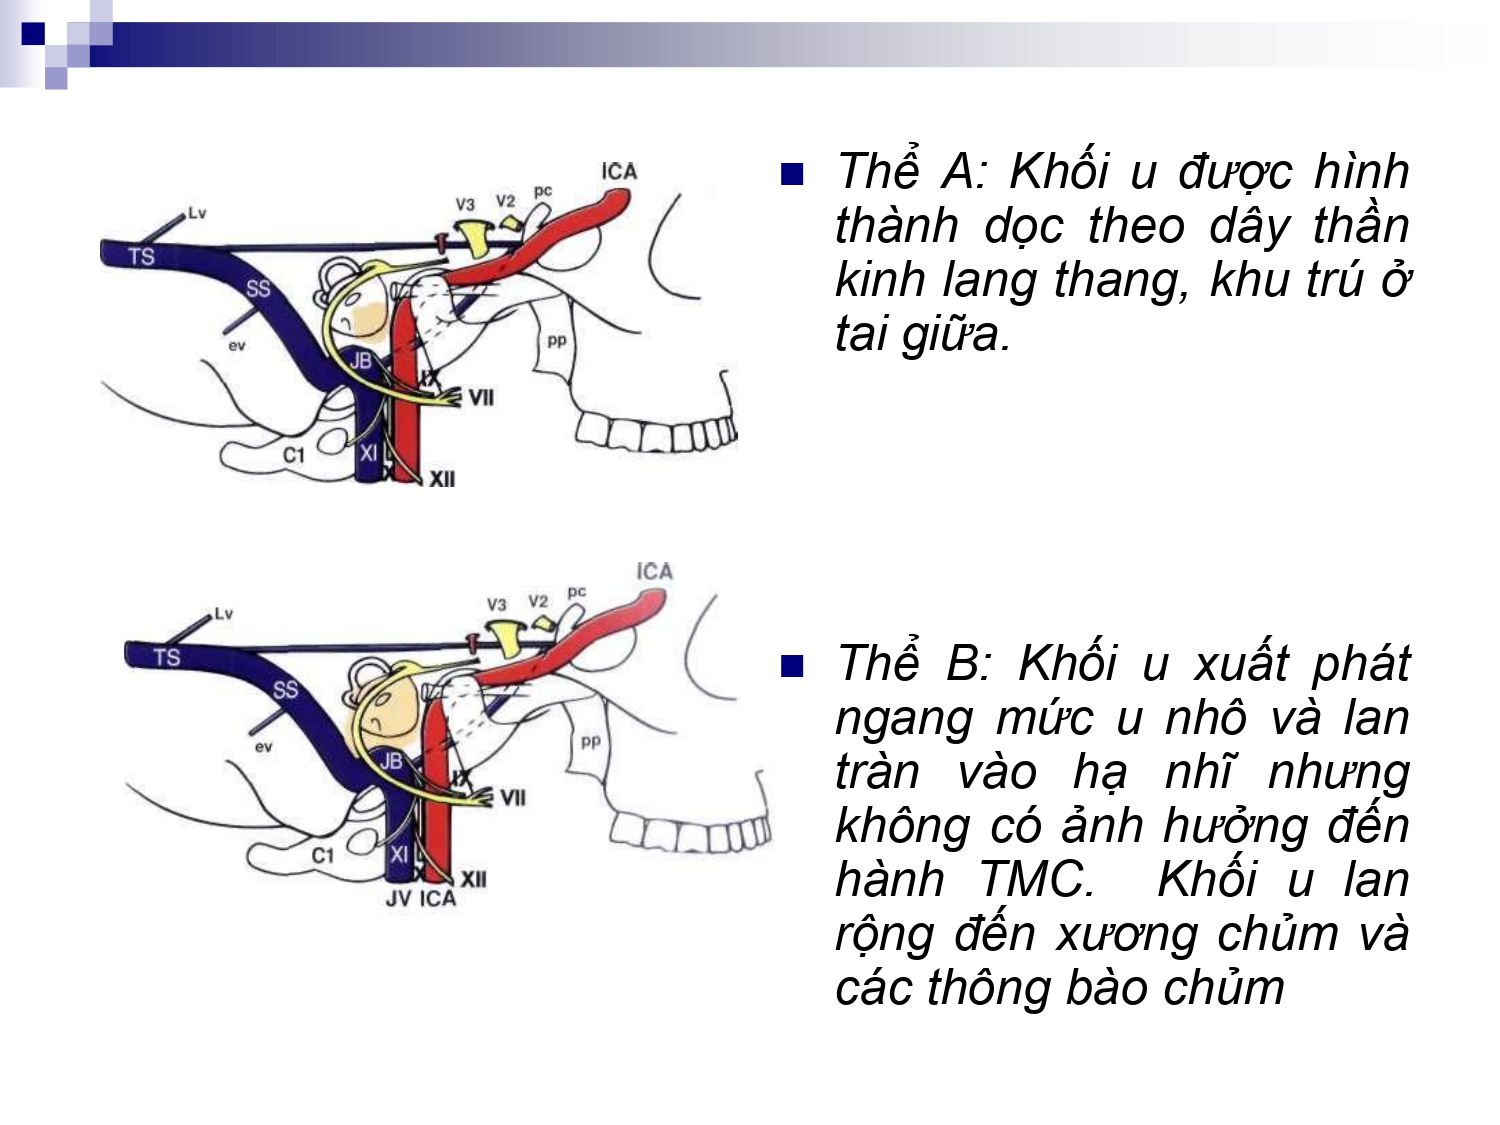 Thể A: Khối u được hình
thành dọc theo dây thần
kinh lang thang, khu trú ở
tai giữa.
ICA
pc
V2
V3
Lv
TS
SS
ev
JB
pp
IX
VII
C1
XI
X
XII
Thể B: Khối u xuất phát
ngang mức u nhô và lan
tràn vào hạ nhĩ nhưng
không có ảnh hưởng đến
hành TMC. Khối u lan
rộng đến xương chủm và
các thông bào chủm
ICA
pc
V2
V3
Lv
TS
SS
ev
JB
pp
IX
VII
C1
XI
X
XII
JV ICA